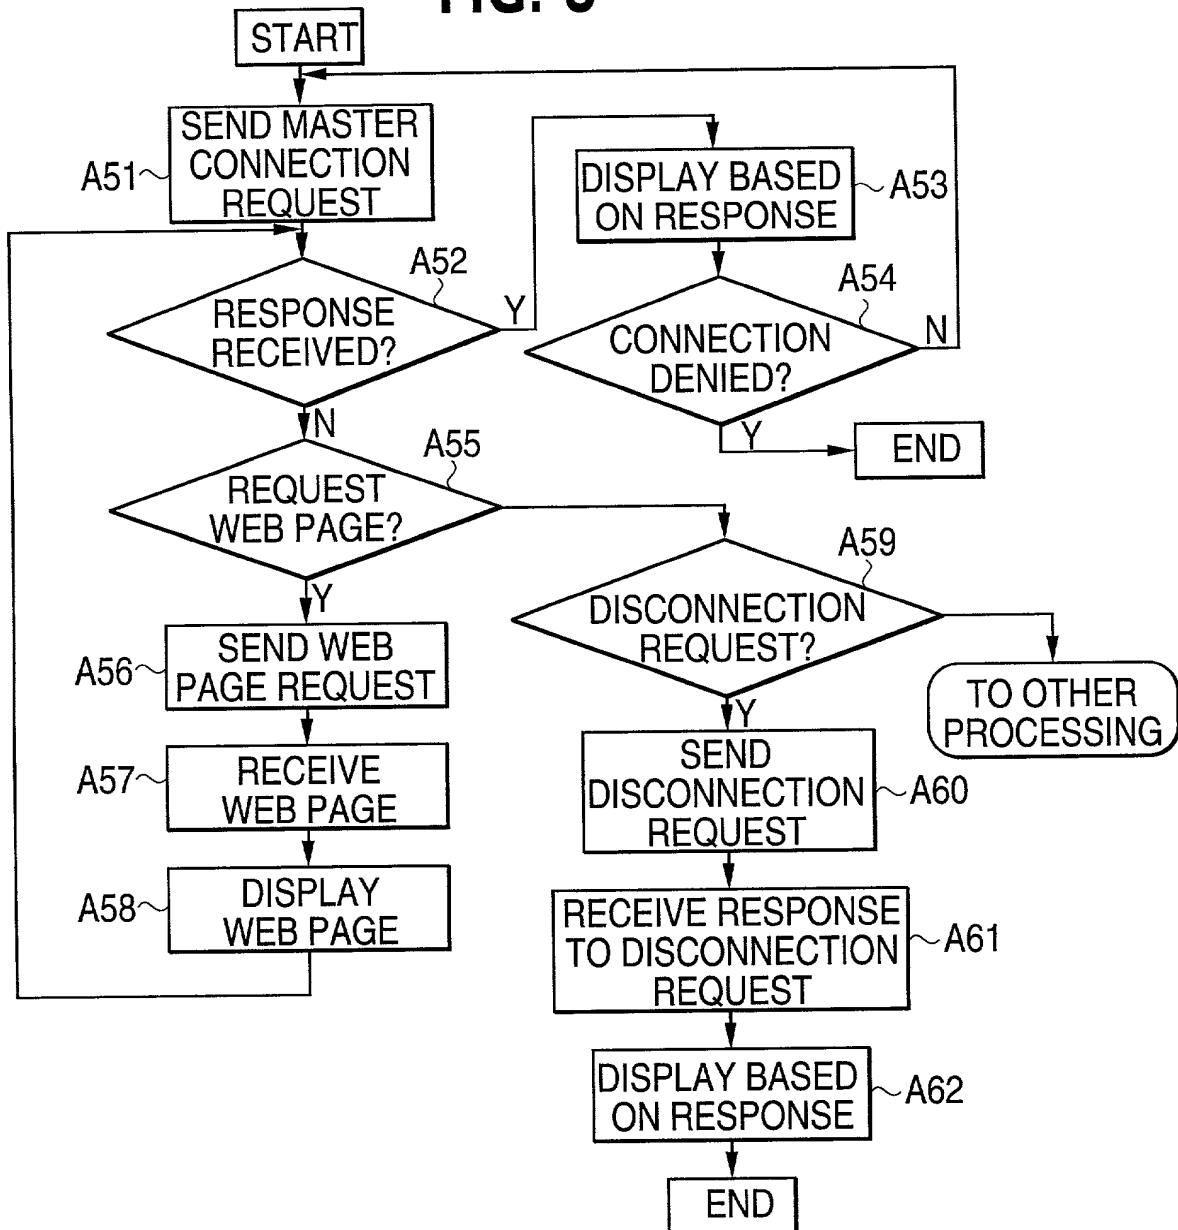 START
SEND MASTER
CONNECTION
REQUEST
A51
DISPLAY BASED
ON RESPONSE
A53
A52
RESPONSE
RECEIVED?
Y
N
A54
CONNECTION
DENIED?
N
Y
END
A55
REQUEST
WEB PAGE?
Y
A59
DISCONNECTION
REQUEST?
Y
TO OTHER
PROCESSING
A56
SEND WEB
PAGE REQUEST
A57
RECEIVE
WEB PAGE
A58
DISPLAY
WEB PAGE
SEND
DISCONNECTION
REQUEST
A60
RECEIVE RESPONSE
TO DISCONNECTION
REQUEST
A61
DISPLAY BASED
ON RESPONSE
A62
END